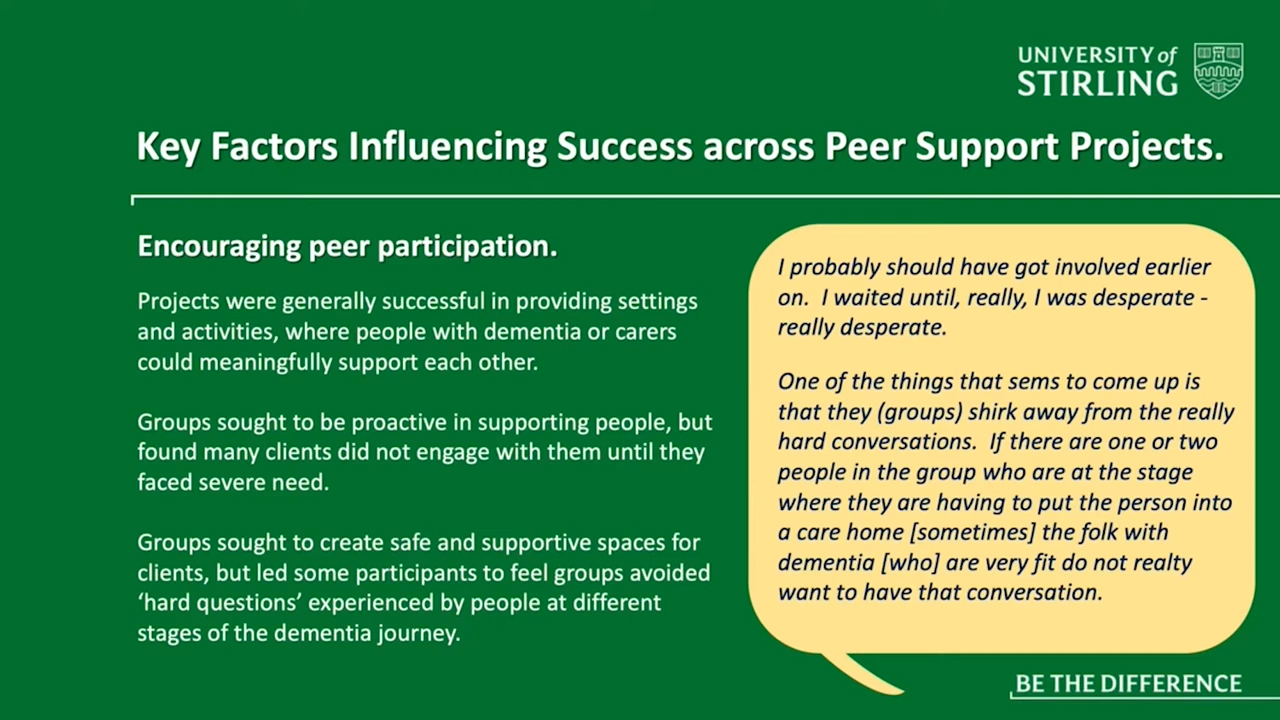 UNIVERSITY of
STIRLING
Key Factors Influencing Success across Peer Support Projects.
Encouraging peer participation.
Projects were generally successful in providing settings
and activities, where people with dementia or carers
could meaningfully support each other.
Groups sought to be proactive in supporting people, but
found many clients did not engage with them until they
faced severe need.
Groups sought to create safe and supportive spaces for
clients, but led some participants to feel groups avoided
‘hard questions’ experienced by people at different
stages of the dementia journey.
I probably should have got involved earlier
on.  I waited until, really, I was desperate -
really desperate.
One of the things that sems to come up is
that they (groups) shirk away from the really
hard conversations.  If there are one or two
people in the group who are at the stage
where they are having to put the person into
a care home [sometimes] the folk with
dementia [who] are very fit do not realty
want to have that conversation.
BE THE DIFFERENCE